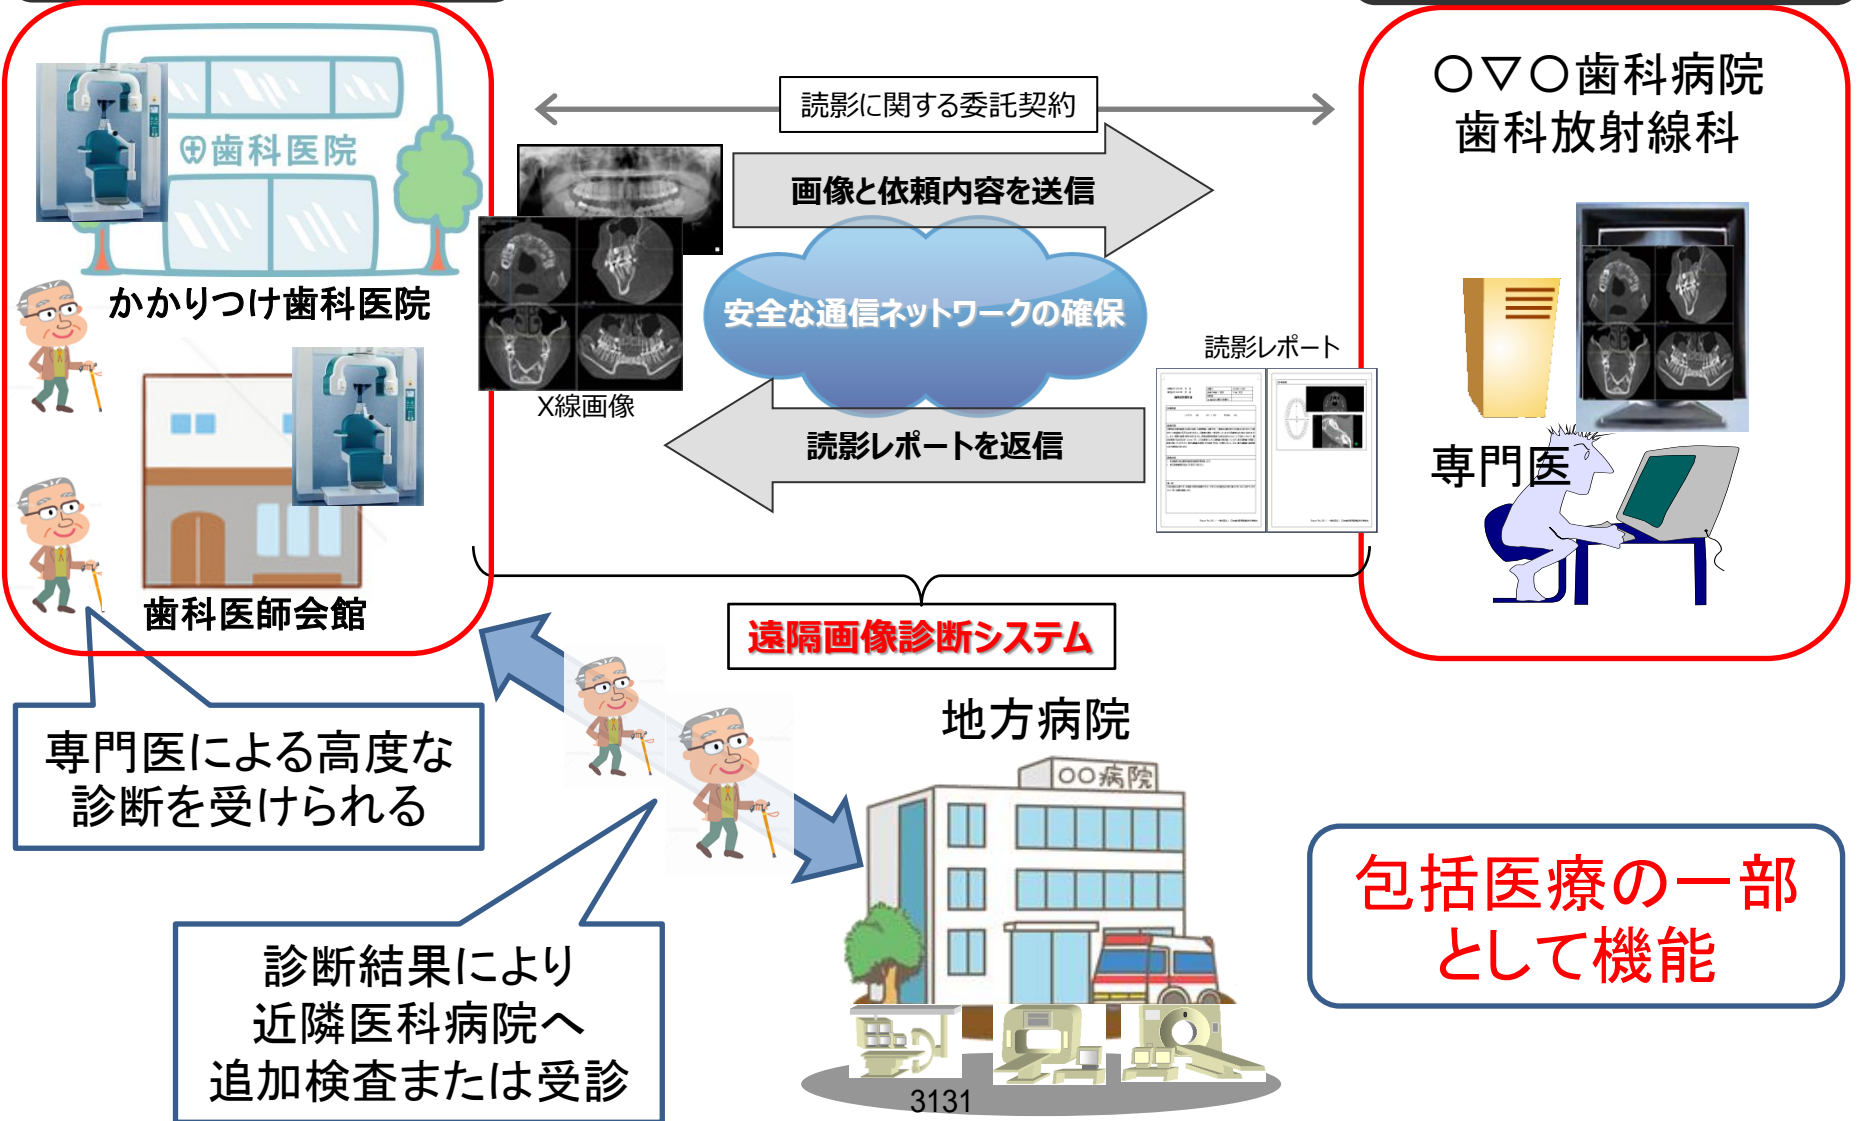 歯科医院
かかりつけ歯科医院
歯科医師会館
読影に関する委託契約
画像と依頼内容を送信
安全な通信ネットワークの確保
X線画像
読影レポート
読影レポートを返信
〇▽〇歯科病院
歯科放射線科
専門医
遠隔画像診断システム
専門医による高度な
診断を受けられる
地方病院
〇〇病院
診断結果により
近隣医科病院へ
追加検査または受診
包括医療の一部
として機能
3131